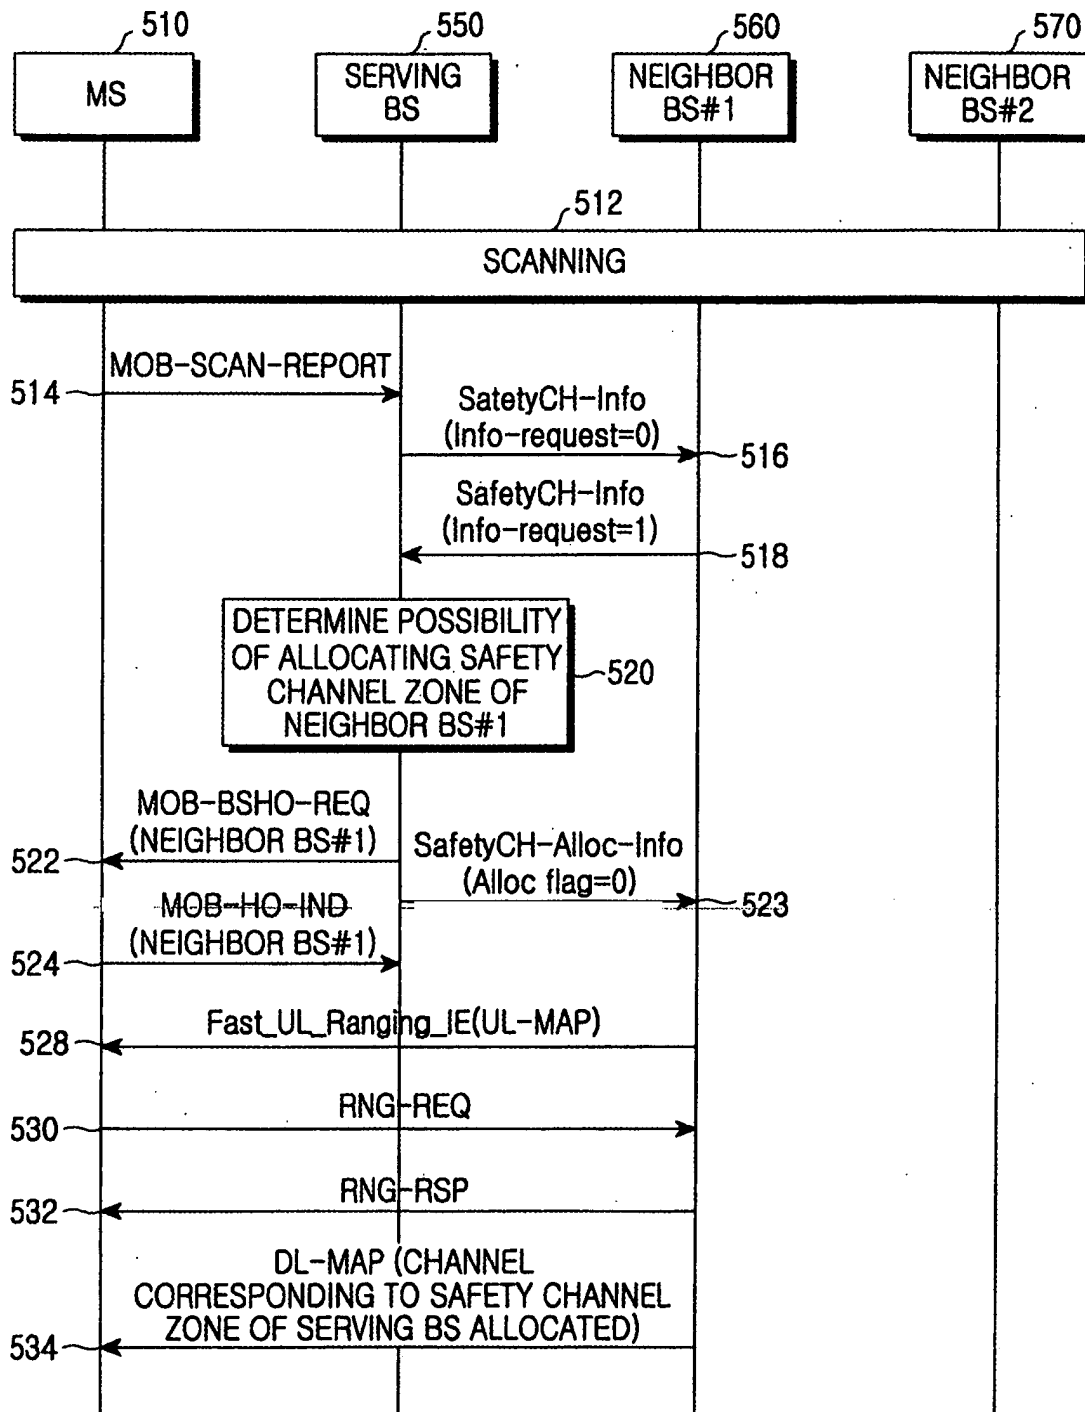 510
550
560
570
MS
SERVING
BS
NEIGHBOR
BS#1
NEIGHBOR
BS#2
512
SCANNING
MOB-SCAN-REPORT
514
SatetyCH-Info
(Info-request=0)
516
SafetyCH-Info
(Info-request=1)
518
DETERMINE POSSIBILITY
OF ALLOCATING SAFETY
CHANNEL ZONE OF
NEIGHBOR BS#1
520
MOB-BSHO-REQ
(NEIGHBOR BS#1)
522
SafetyCH-Alloc-Info
(Alloc flag=0)
523
MOB-HO-IND
(NEIGHBOR BS#1)
524
Fast_UL_Ranging_IE(UL-MAP)
528
RNG-REQ
530
RNG-RSP
532
DL-MAP (CHANNEL
CORRESPONDING TO SAFETY CHANNEL
ZONE OF SERVING BS ALLOCATED)
534